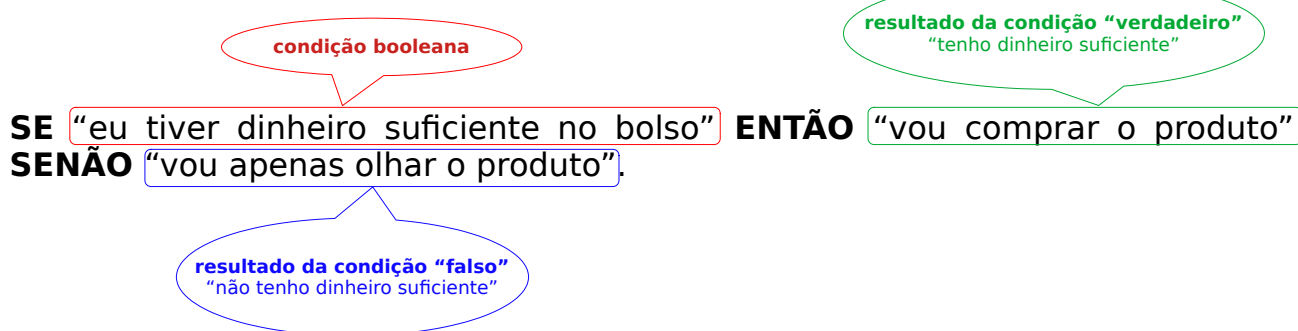 resultado da condição “verdadeiro”
“tenho dinheiro suficiente”
condição booleana
SE “eu tiver dinheiro suficiente no bolso” ENTÃO “vou comprar o produto”
SENÃO “vou apenas olhar o produto”.
resultado da condição “falso”
“não tenho dinheiro suficiente”